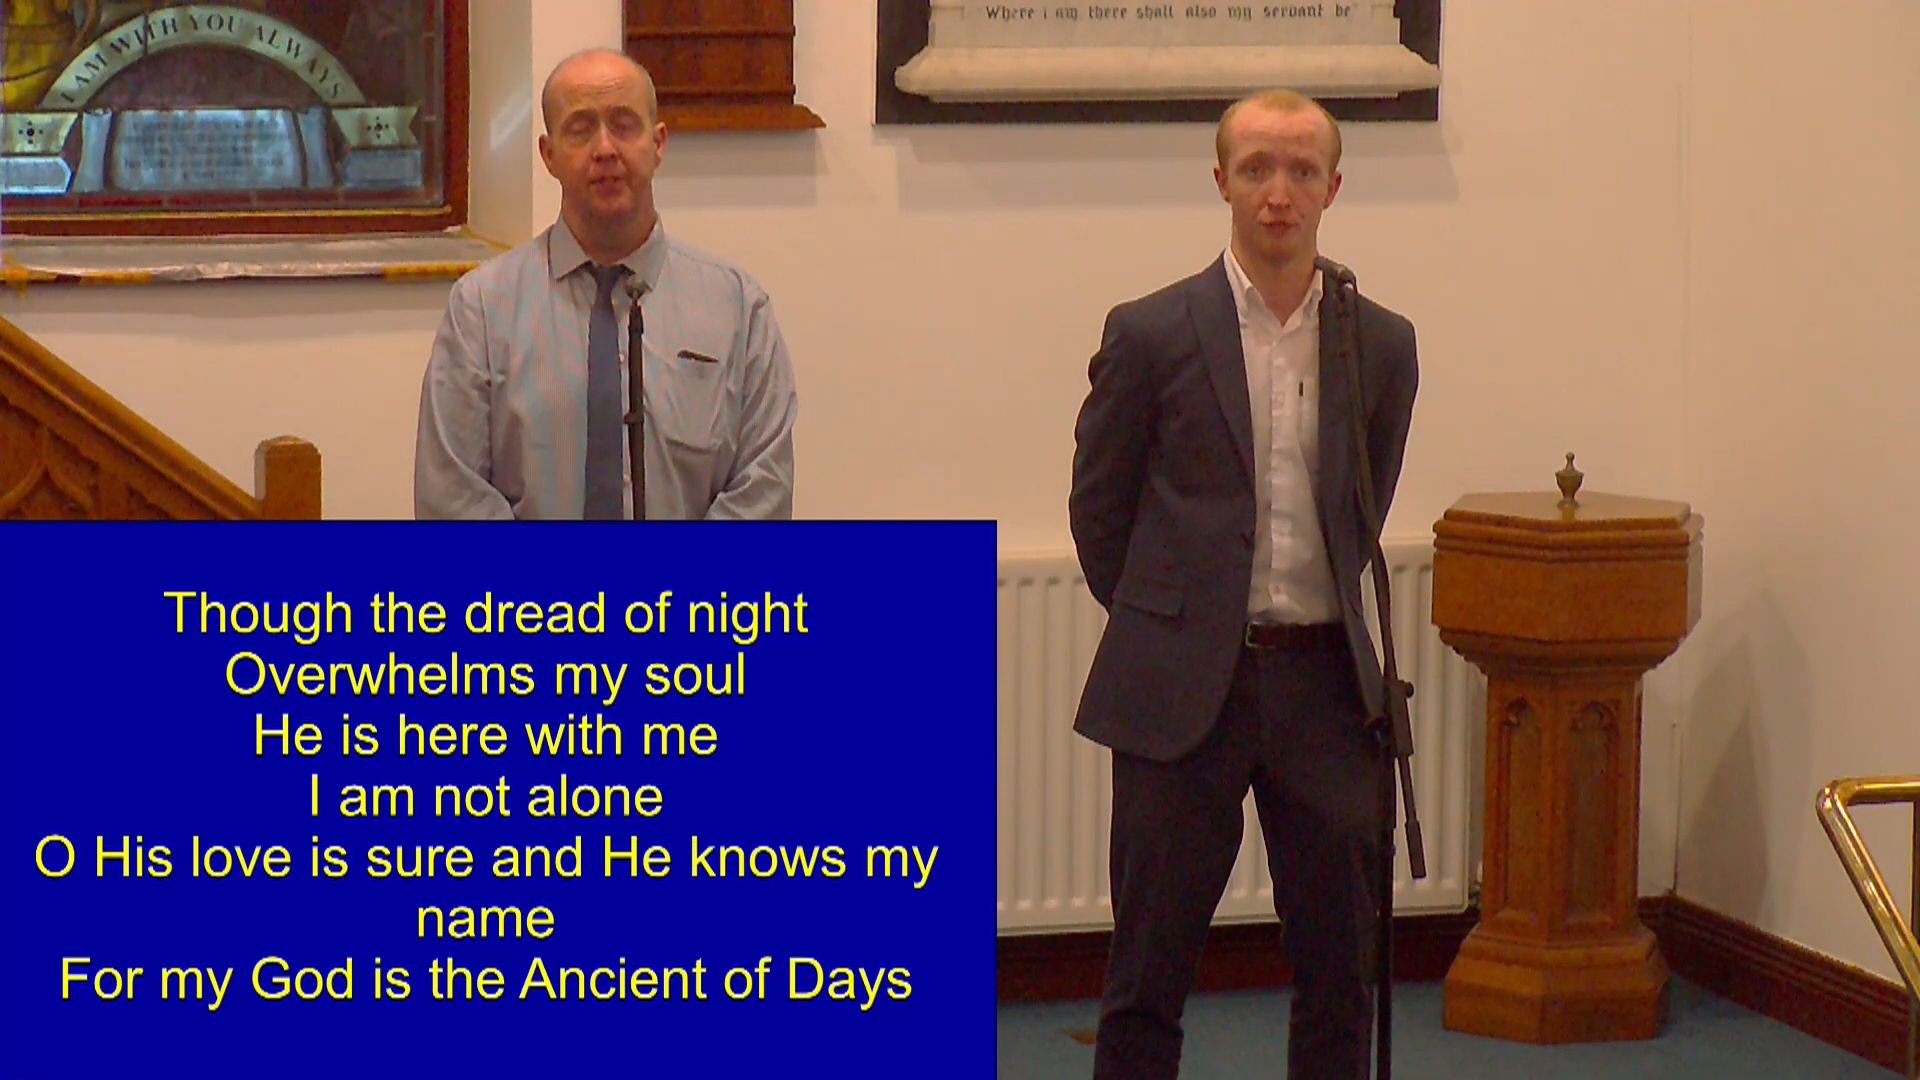 I AM WITH YOU ALWAYS
"Where i am there shall also my servant be"
Though the dread of night
Overwhelms my soul
He is here with me
I am not alone
O His love is sure and He knows my
name
For my God is the Ancient of Days